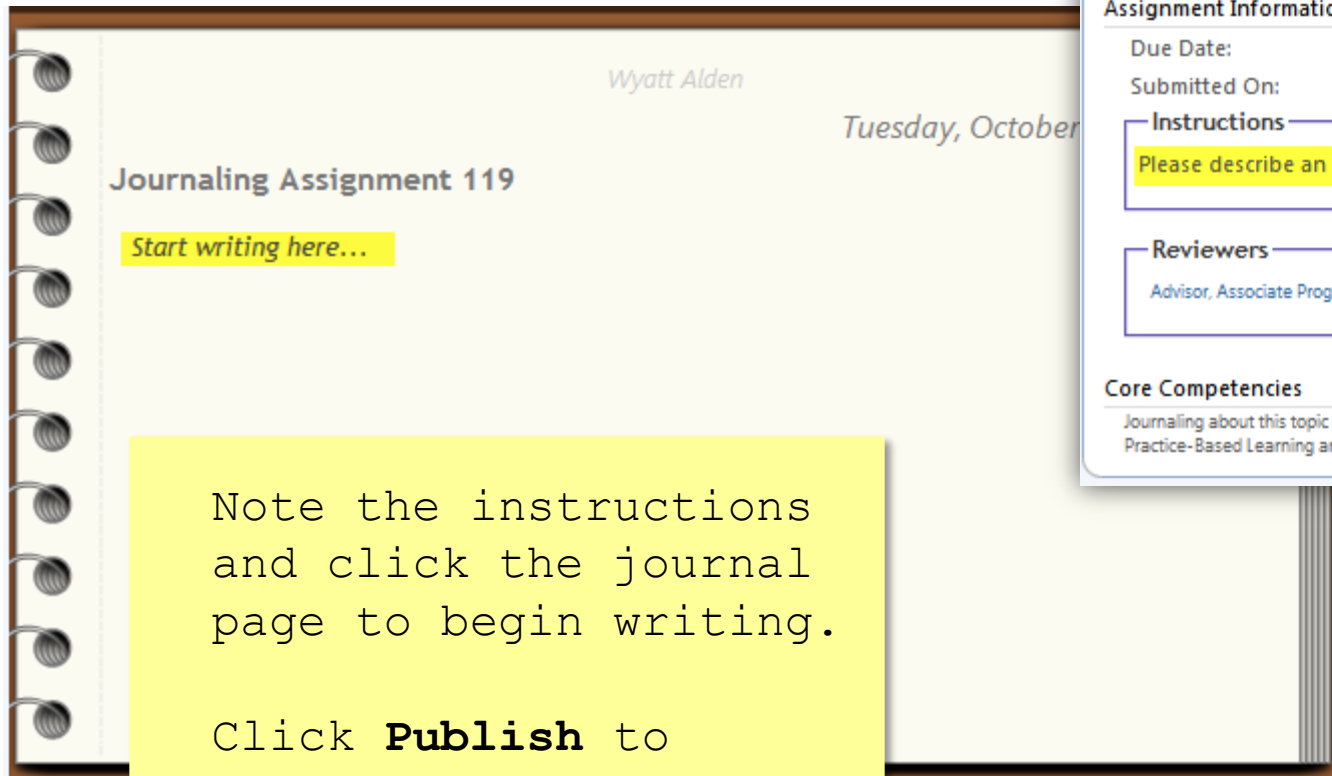 Wyatt Alden
Tuesday, October
Journaling Assignment 119
Start writing here...
Note the instructions
and click the journal
page to begin writing.
Click Publish to
Assignment Informatio
Due Date:
Submitted On:
Instructions
Please describe an
Reviewers
Advisor, Associate Prog
Core Competencies
Journaling about this topic
Practice-Based Learning an